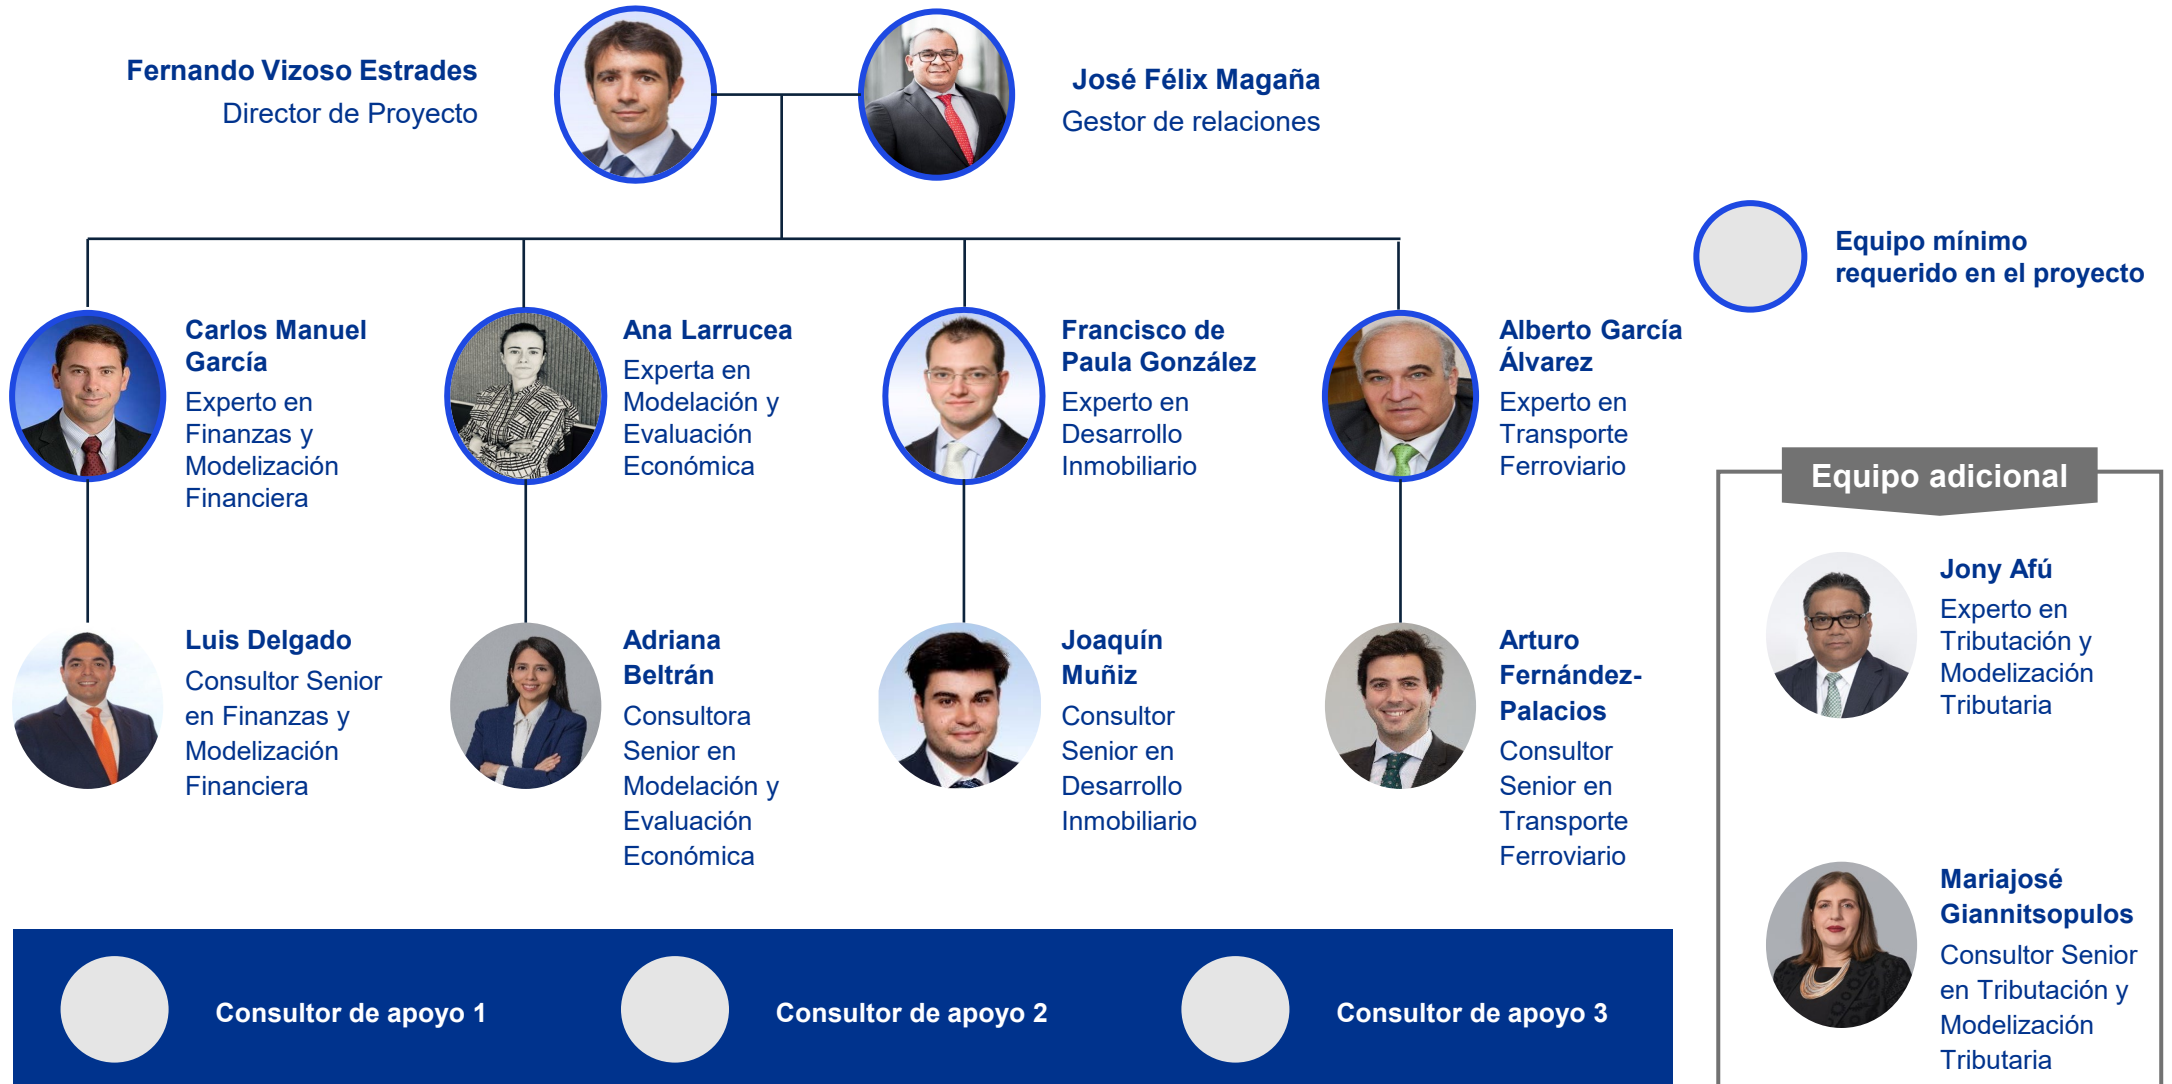 Fernando Vizoso Estrades
Director de Proyecto
José Félix Magaña
Gestor de relaciones
Equipo mínimo
requerido en el proyecto
Carlos Manuel
García
Experto en
Finanzas y
Modelización
Financiera
Ana Larrucea
Experta en
Modelación y
Evaluación
Económica
Francisco de
Paula González
Experto en
Desarrollo
Inmobiliario
Alberto García
Álvarez
Experto en
Transporte
Ferroviario
Luis Delgado
Consultor Senior
en Finanzas y
Modelización
Financiera
Adriana
Beltrán
Consultora
Senior en
Modelación y
Evaluación
Económica
Joaquín
Muñiz
Consultor
Senior en
Desarrollo
Inmobiliario
Arturo
Fernández-
Palacios
Consultor
Senior en
Transporte
Ferroviario
Equipo adicional
Jony Afú
Experto en
Tributación y
Modelización
Tributaria
Mariajosé
Giannitsopulos
Consultor Senior
en Tributación y
Modelización
Tributaria
Consultor de apoyo 1
Consultor de apoyo 2
Consultor de apoyo 3